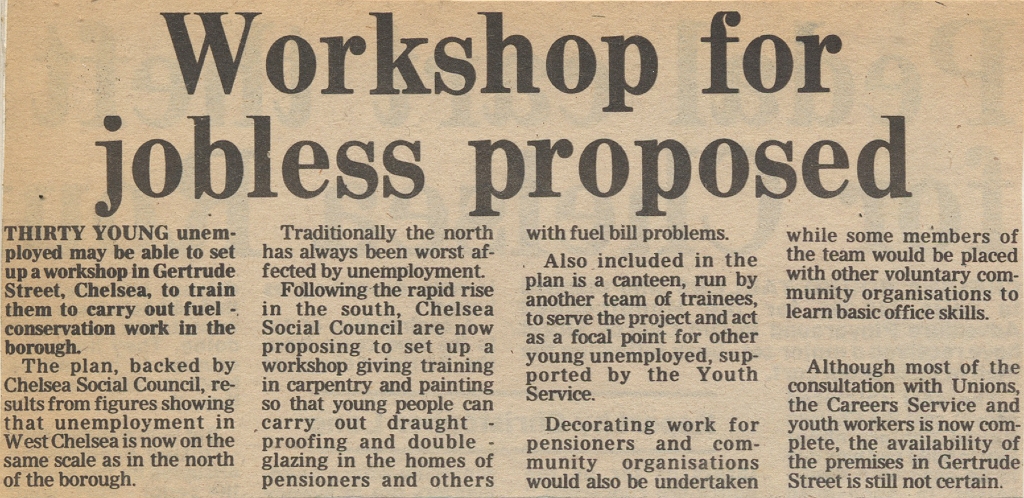 Workshop for
jobless proposed
THIRTY YOUNG unem-
ployed may be able to set
up a workshop in Gertrude
Street, Chelsea, to train
them to carry out fuel -
conservation work in the
borough.
The plan, backed by
Chelsea Social Council, re-
sults from figures showing
that unemployment in
West Chelsea is now on the
same scale as in the north
of the borough.
Traditionally the north
has always been worst af-
fected by unemployment.
Following the rapid rise
in the south, Chelsea
Social Council are now
proposing to set up a
workshop giving training
in carpentry and painting
so that young people can
carry out draught -
proofing and double -
glazing in the homes of
pensioners and others
with fuel bill problems.
Also included in the
plan is a canteen, run by
another team of trainees,
to serve the project and act
as a focal point for other
young unemployed, sup-
ported by the Youth
Service.
Decorating work for
pensioners and com-
munity organisations
would also be undertaken
while some members of
the team would be placed
with other voluntary com-
munity organisations to
learn basic office skills.
Although most of the
consultation with Unions,
the Careers Service and
youth workers is now com-
plete, the availability of
the premises in Gertrude
Street is still not certain.